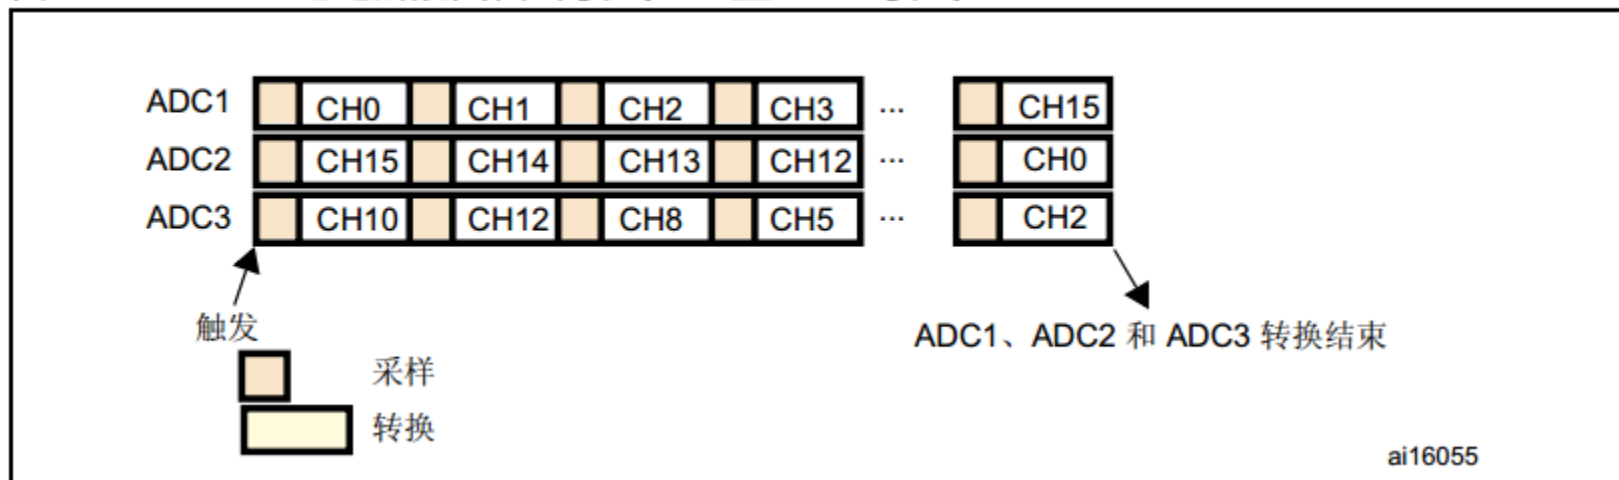 ADC1 CH0 CH1 CH2 CH3 ... CH15
ADC2 CH15 CH14 CH13 CH12 ... CH0
ADC3 CH10 CH12 CH8 CH5 ... CH2
触发
ADC1、ADC2 和 ADC3 转换结束
采样
转换
ai16055